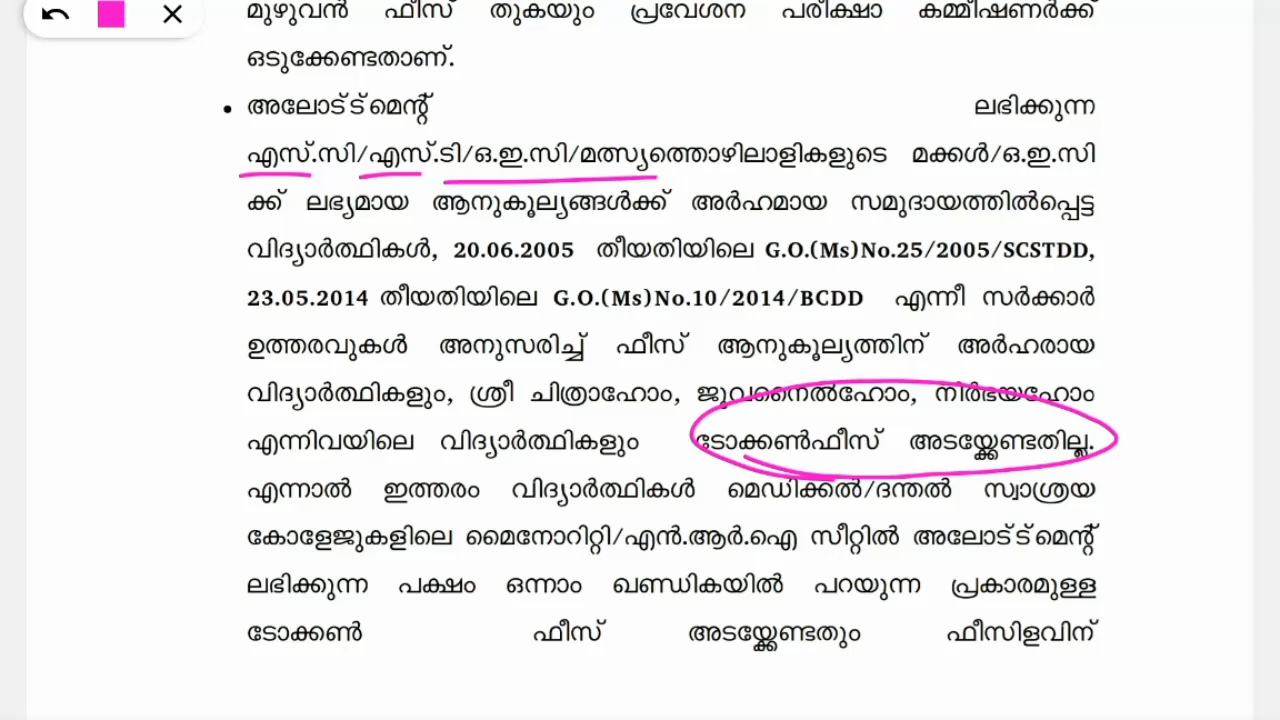 മുഴുവൻ ഫീസ് തുകയും പ്രവേശന പരീക്ഷാ കമ്മീഷണർക്ക്
ഒടുക്കേണ്ടതാണ്.
• അലോട്ട്മെന്റ് ലഭിക്കുന്ന
എസ്.സി/എസ്.ടി/ഒ.ഇ.സി/മത്സ്യത്തൊഴിലാളികളുടെ മക്കൾ/ഒ.ഇ.സി
ക്ക് ലഭ്യമായ ആനുകൂല്യങ്ങൾക്ക് അർഹമായ സമുദായത്തിൽപ്പെട്ട
വിദ്യാർത്ഥികൾ, 20.06.2005 തീയതിയിലെ G.O.(Ms)No.25/2005/SCSTDD,
23.05.2014 തീയതിയിലെ G.O.(Ms)No.10/2014/BCDD എന്നീ സർക്കാർ
ഉത്തരവുകൾ അനുസരിച്ച് ഫീസ് ആനുകൂല്യത്തിന് അർഹരായ
വിദ്യാർത്ഥികളും, ശ്രീ ചിത്രാഹോം, ജുവനൈൽഹോം, നിർഭയഹോം
എന്നിവയിലെ വിദ്യാർത്ഥികളും ടോക്കൺഫീസ് അടയ്ക്കേണ്ടതില്ല.
എന്നാൽ ഇത്തരം വിദ്യാർത്ഥികൾ മെഡിക്കൽ/ദന്തൽ സ്വാശ്രയ
കോളേജുകളിലെ മൈനോറിറ്റി/എൻ.ആർ.ഐ സീറ്റിൽ അലോട്ട്മെന്റ്
ലഭിക്കുന്ന പക്ഷം ഒന്നാം ഖണ്ഡികയിൽ പറയുന്ന പ്രകാരമുള്ള
ടോക്കൺ ഫീസ് അടയ്ക്കേണ്ടതും ഫീസിളവിന്